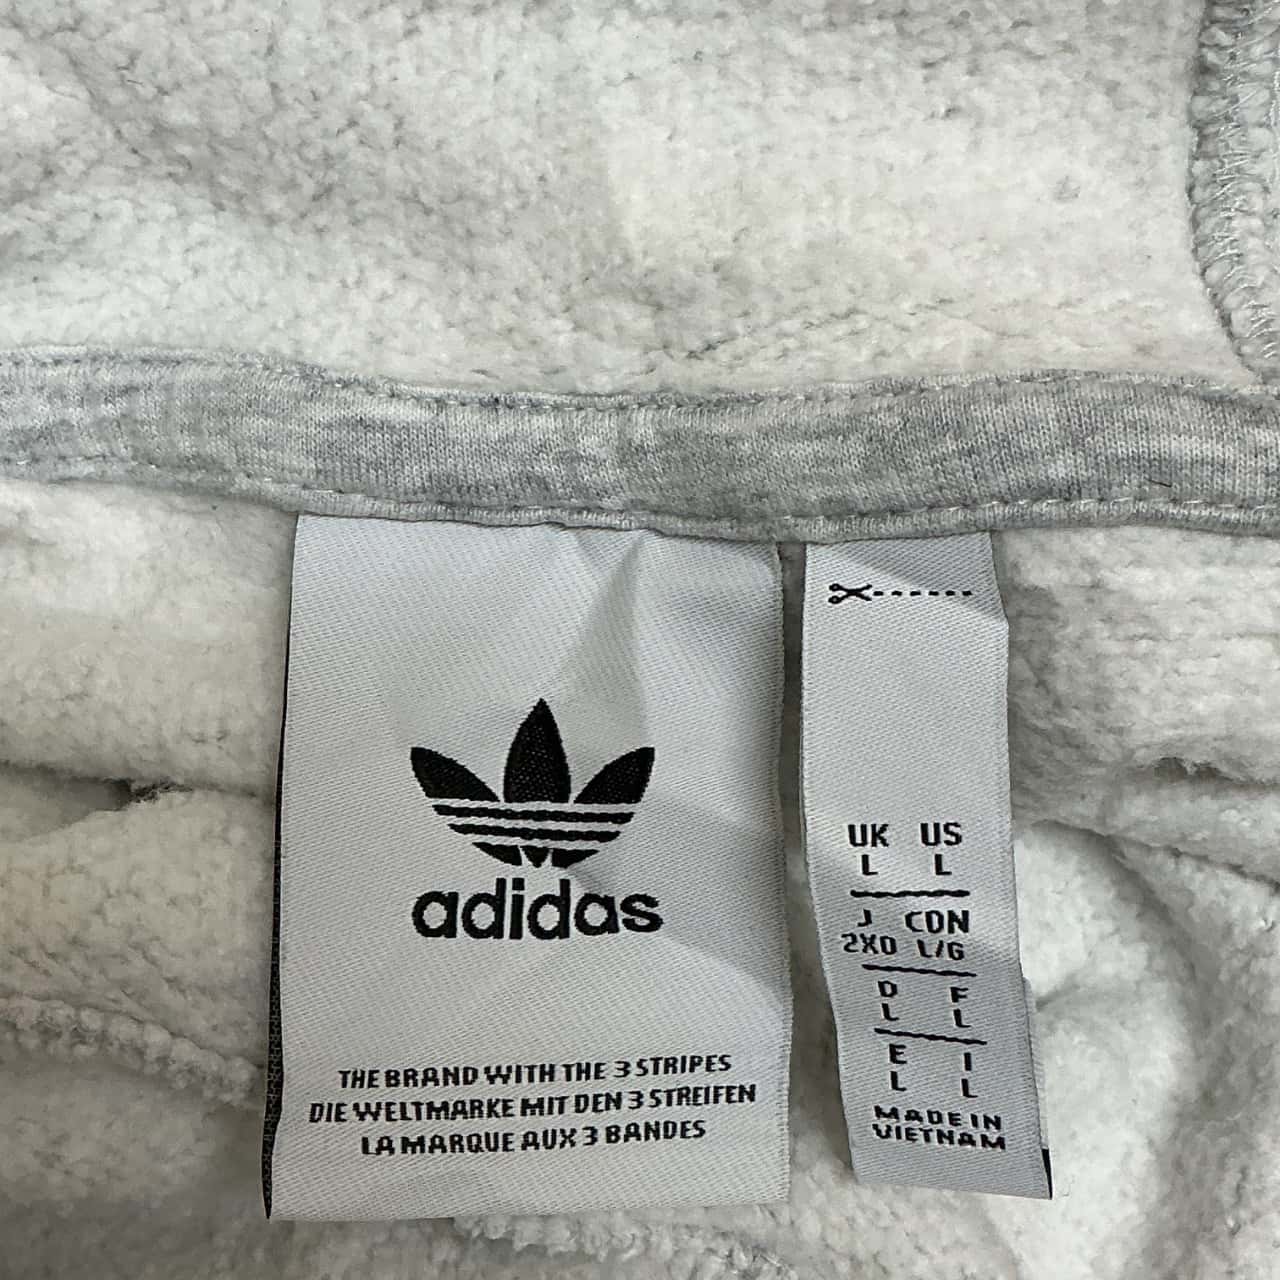 adidas
THE BRAND WITH THE 3 STRIPES
DIE WELTMARKE MIT DEN 3 STREIFEN
LA MARQUE AUX 3 BANDES
UK US
L L
J CDN
2XO L/G
D F
L L
E I
L L
MADE IN
VIETNAM